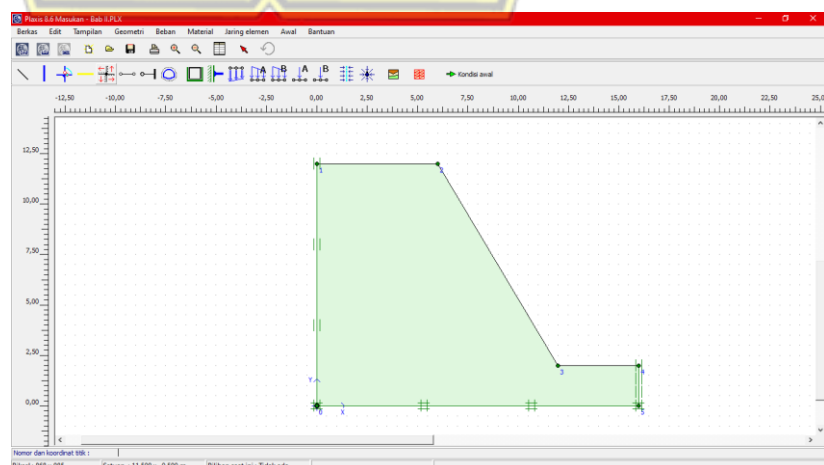 Plaxis 8.6 Masukan - Bab II.PLX
Berkas Edit Tampilan Geometri Beban Material Jaring elemen Awal Bantuan
A B A B Kondisi awal
-12,50 -10,00 -7,50 -5,00 -2,50 0,00 2,50 5,00 7,50 10,00 12,50 15,00 17,50 20,00 22,50 25,0
12,50
10,00
7,50
5,00
2,50
0,00
1 2
3 4
Y
0 X 5
Nomor dan koordinat titik :